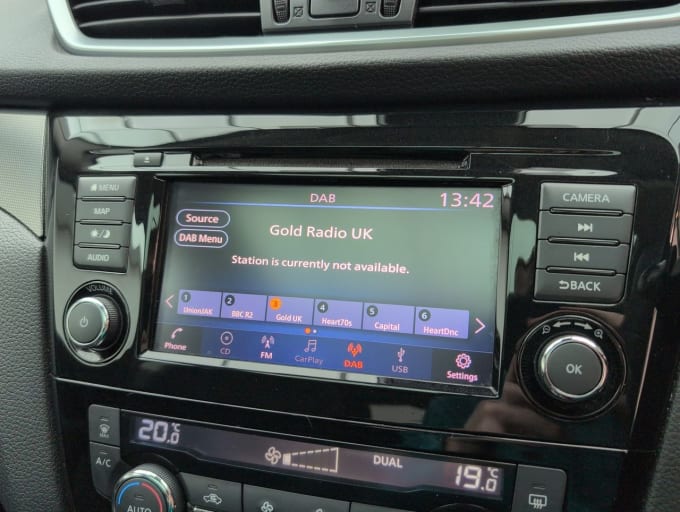 DAB 13:42
Source
DAB Menu
Gold Radio UK
Station is currently not available.
1 UnionJAK 2 BBC R2 3 Gold UK 4 Heart70s 5 Capital 6 HeartDnc
Phone CD FM CarPlay DAB USB Settings
MENU
MAP
AUDIO
VOLUME
CAMERA
BACK
OK
MAX
A/C
20.0 °C
DUAL
19.0 °C
AUTO